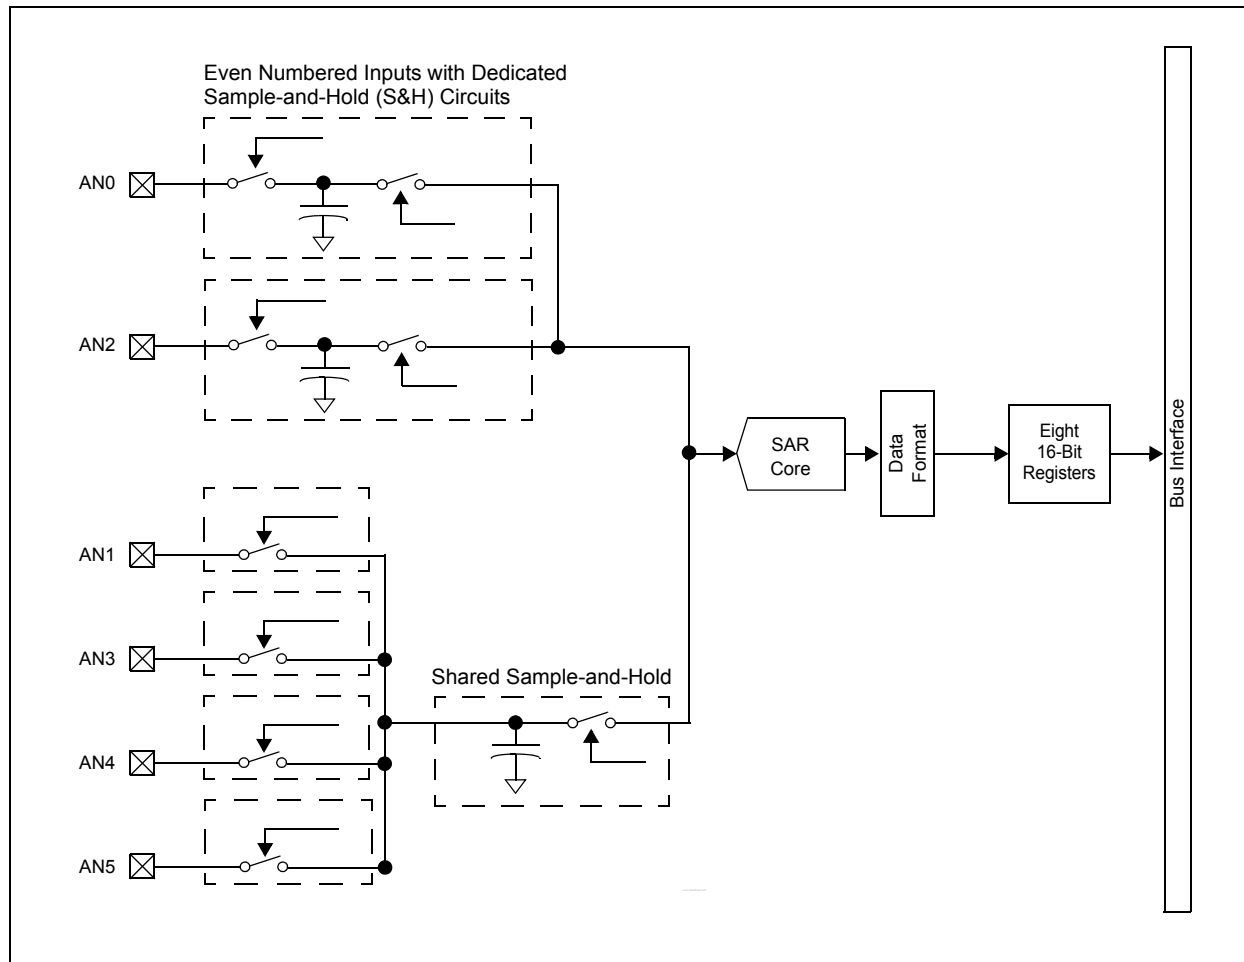 Even Numbered Inputs with Dedicated
Sample-and-Hold (S&H) Circuits
AN0
AN2
SAR
Core
Data
Format
Eight
16-Bit
Registers
Bus Interface
AN1
AN3
Shared Sample-and-Hold
AN4
AN5